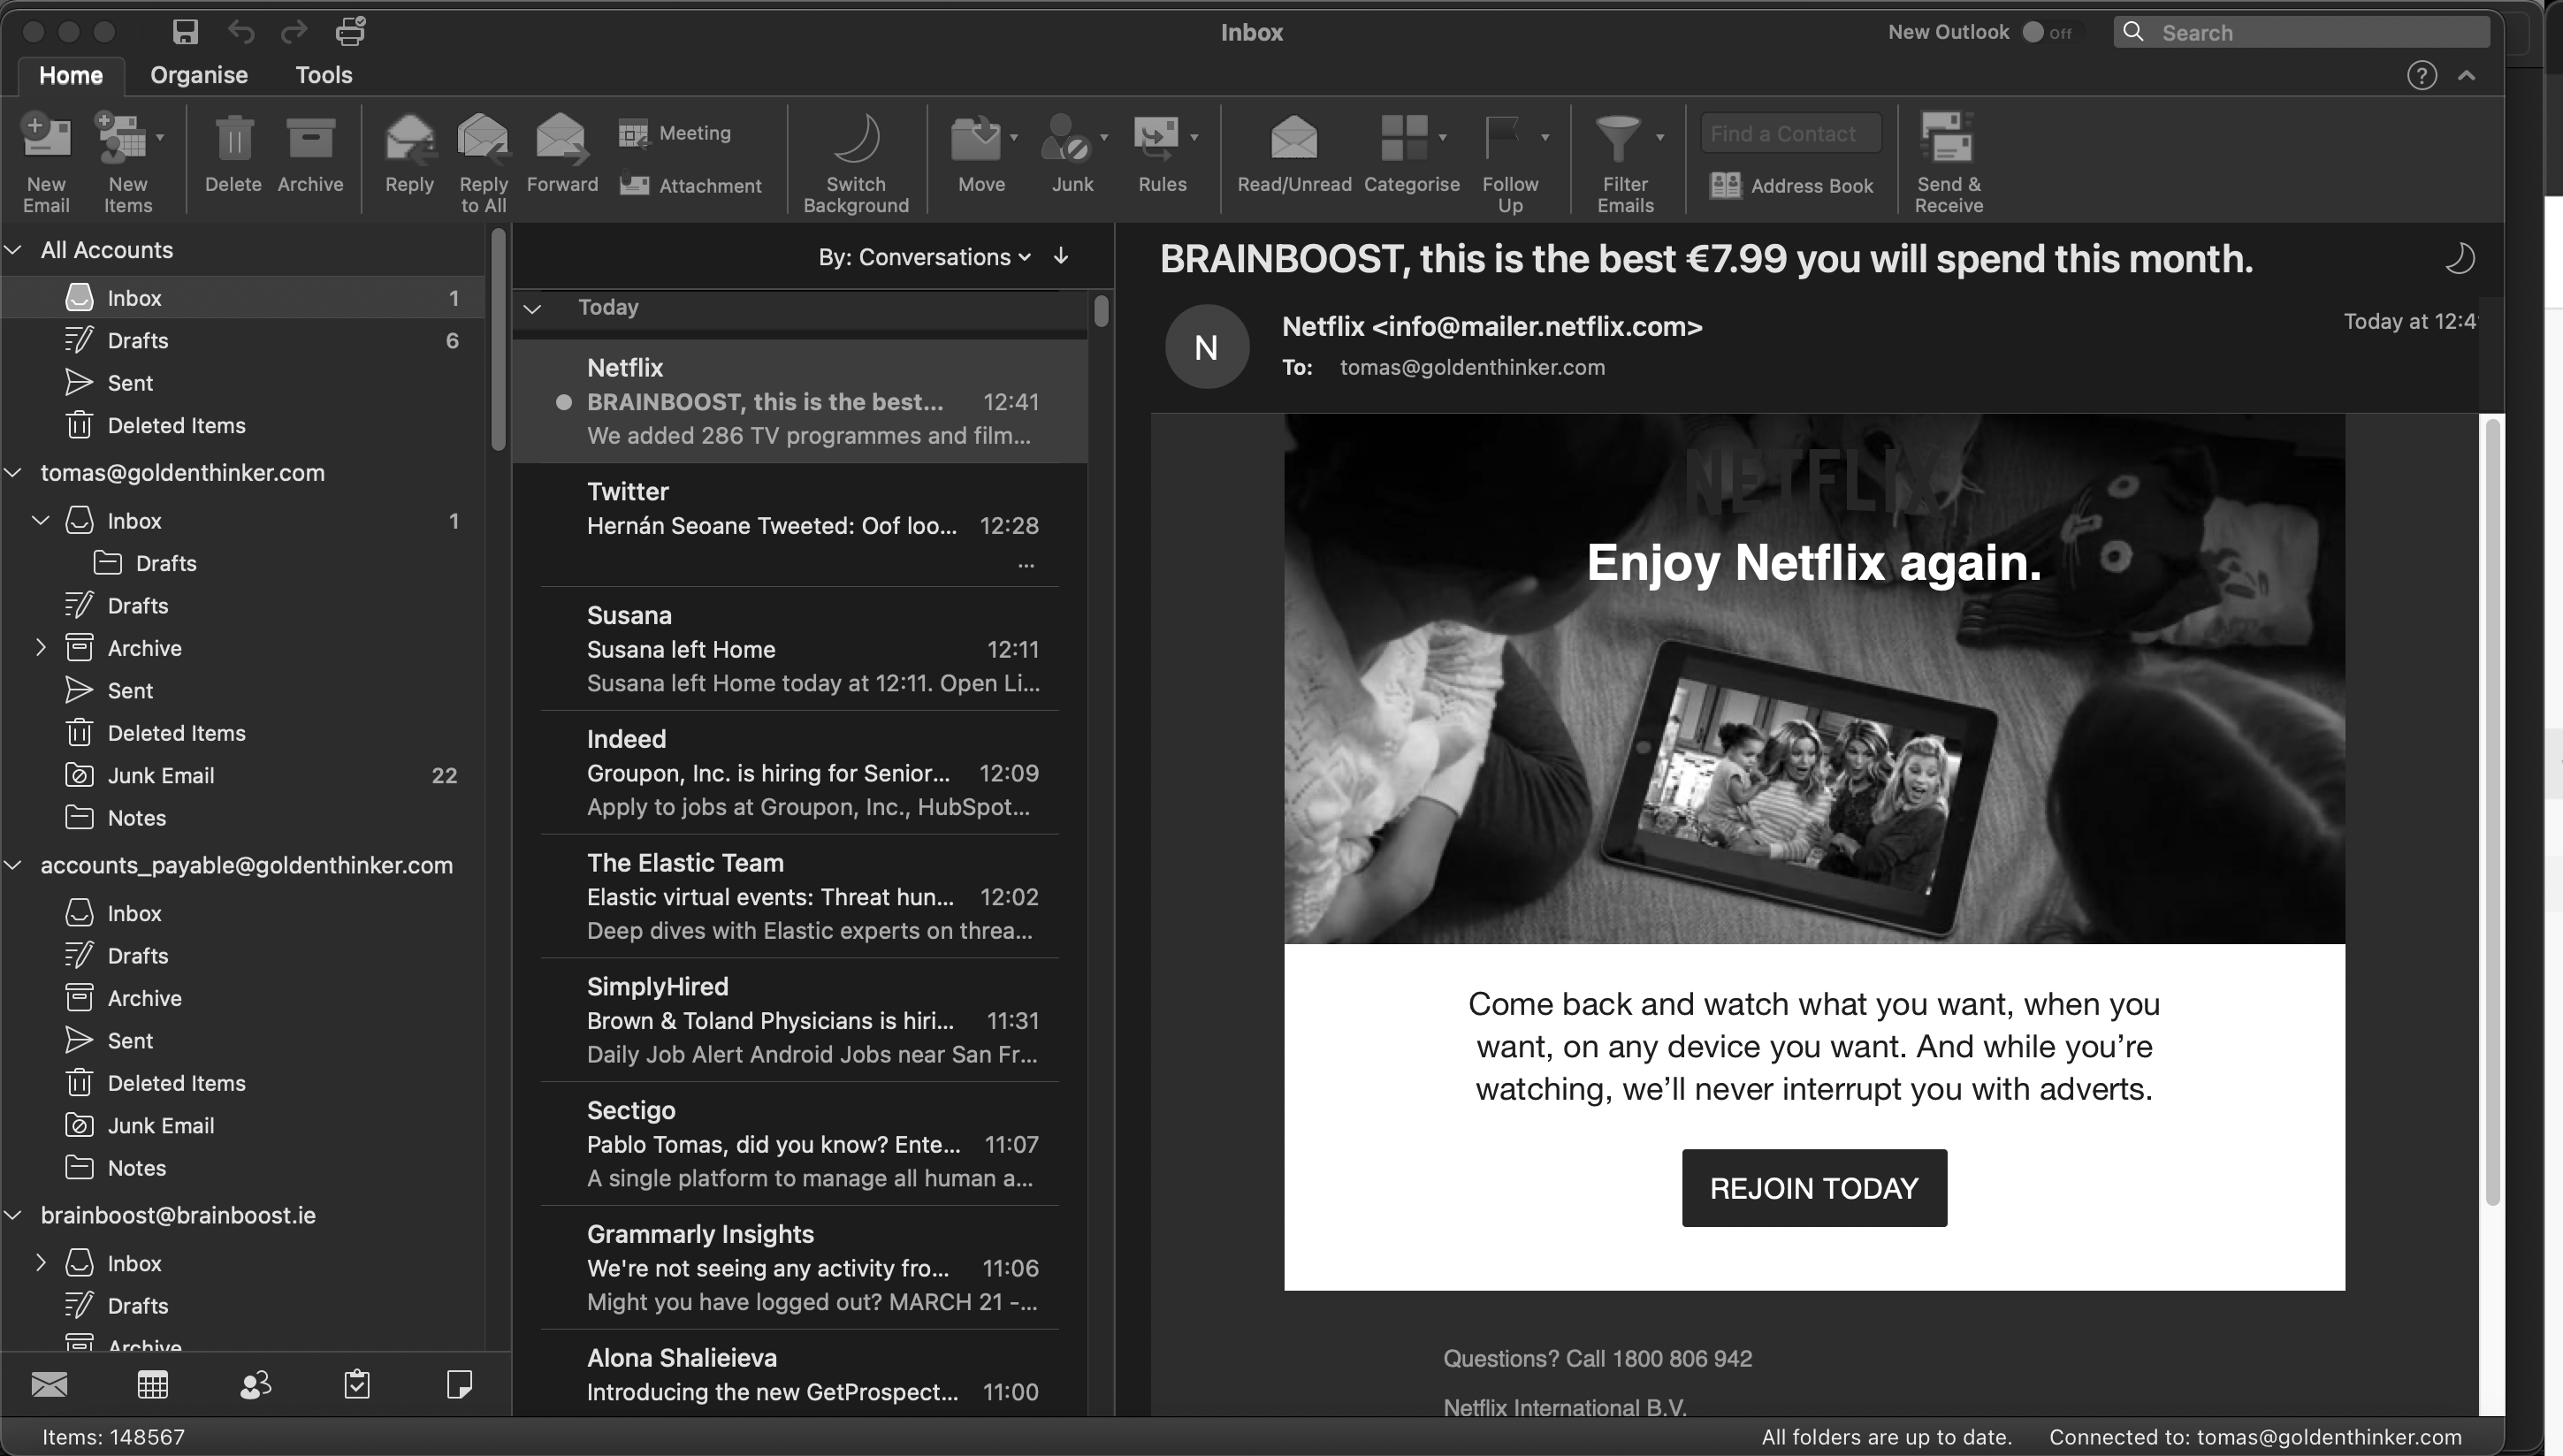 Inbox
New Outlook
Off
Search
Home
Organise
Tools
New Email
New Items
Delete
Archive
Reply
Reply to All
Forward
Meeting
Attachment
Switch Background
Move
Junk
Rules
Read/Unread
Categorise
Follow Up
Filter Emails
Find a Contact
Address Book
Send & Receive
All Accounts
Inbox 1
Drafts 6
Sent
Deleted Items
tomas@goldenthinker.com
Inbox 1
Drafts
Drafts
Archive
Sent
Deleted Items
Junk Email 22
Notes
accounts_payable@goldenthinker.com
Inbox
Drafts
Archive
Sent
Deleted Items
Junk Email
Notes
brainboost@brainboost.ie
Inbox
Drafts
Archive
Items: 148567
By: Conversations
Today
Netflix
BRAINBOOST, this is the best... 12:41
We added 286 TV programmes and film...
Twitter
Hernán Seoane Tweeted: Oof loo... 12:28
...
Susana
Susana left Home 12:11
Susana left Home today at 12:11. Open Li...
Indeed
Groupon, Inc. is hiring for Senior... 12:09
Apply to jobs at Groupon, Inc., HubSpot...
The Elastic Team
Elastic virtual events: Threat hun... 12:02
Deep dives with Elastic experts on threa...
SimplyHired
Brown & Toland Physicians is hiri... 11:31
Daily Job Alert Android Jobs near San Fr...
Sectigo
Pablo Tomas, did you know? Ente... 11:07
A single platform to manage all human a...
Grammarly Insights
We're not seeing any activity fro... 11:06
Might you have logged out? MARCH 21 -...
Alona Shalieieva
Introducing the new GetProspect... 11:00
BRAINBOOST, this is the best €7.99 you will spend this month.
N
Netflix <info@mailer.netflix.com>
Today at 12:4
To: tomas@goldenthinker.com
NETFLIX
Enjoy Netflix again.
Come back and watch what you want, when you
want, on any device you want. And while you’re
watching, we’ll never interrupt you with adverts.
REJOIN TODAY
Questions? Call 1800 806 942
Netflix International B.V.
All folders are up to date.
Connected to: tomas@goldenthinker.com